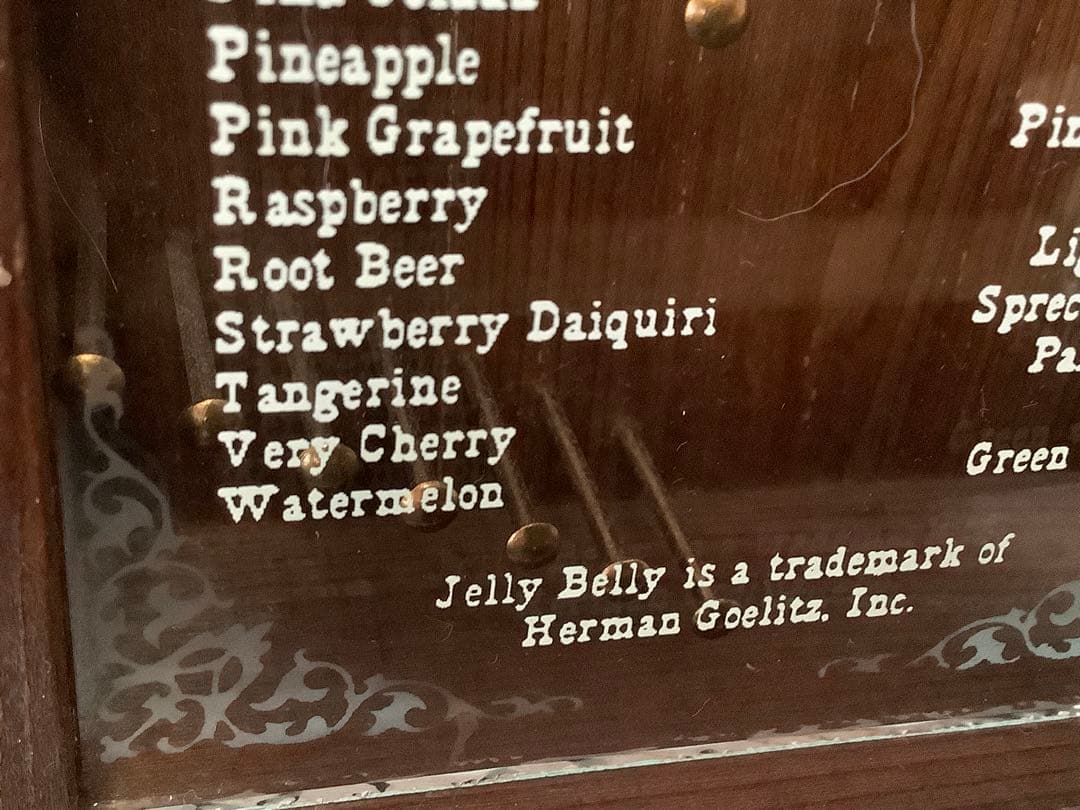 Pineapple
Pink Grapefruit
Raspberry
Root Beer
Strawberry Daiquiri
Tangerine
Very Cherry
Watermelon
Green
Jelly Belly is a trademark of
Herman Goelitz, Inc.